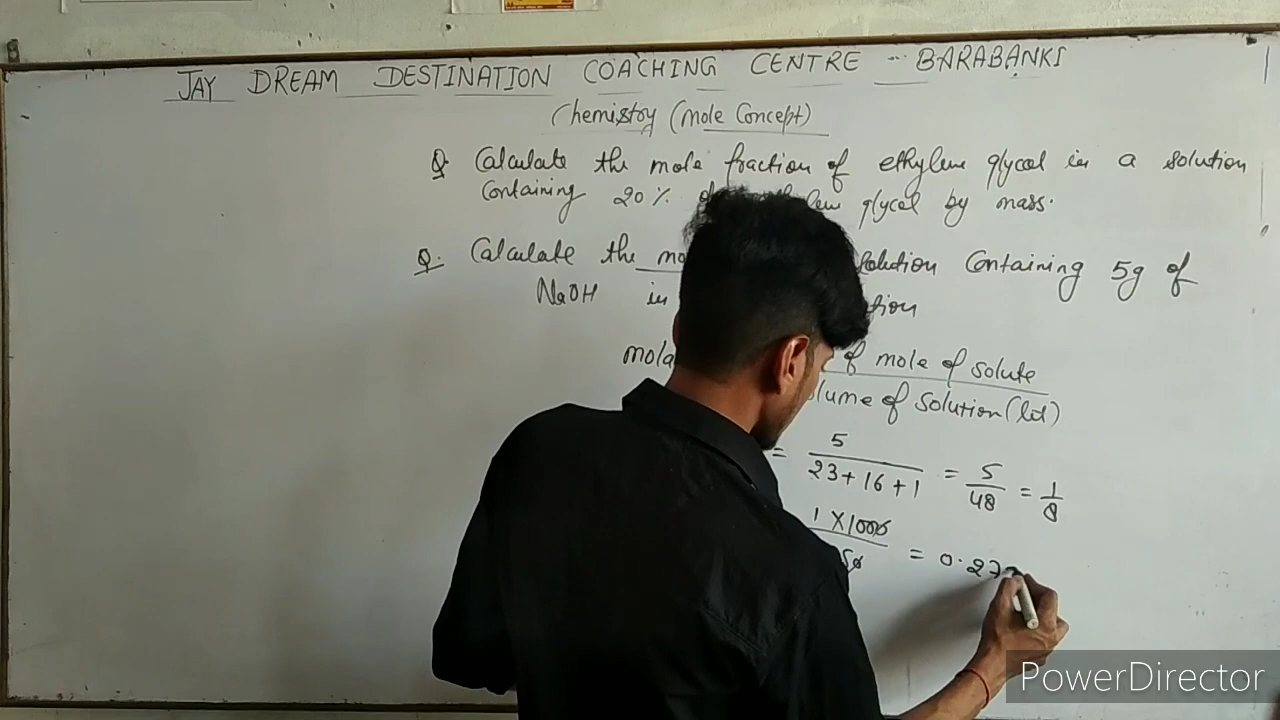 JAY DREAM DESTINATION COACHING CENTRE - BARABANKI
Chemistry (Mole Concept)
Q Calculate the mole fraction of ethylene glycol in a solution
containing 20% glycol by mass.
Q. Calculate the solution containing 5g of
NaOH in
of mole of solute
volume of solution (lit)
= 5 / 23+16+1 = 5/40 = 1/8
1 X 1000 = 0.27
PowerDirector